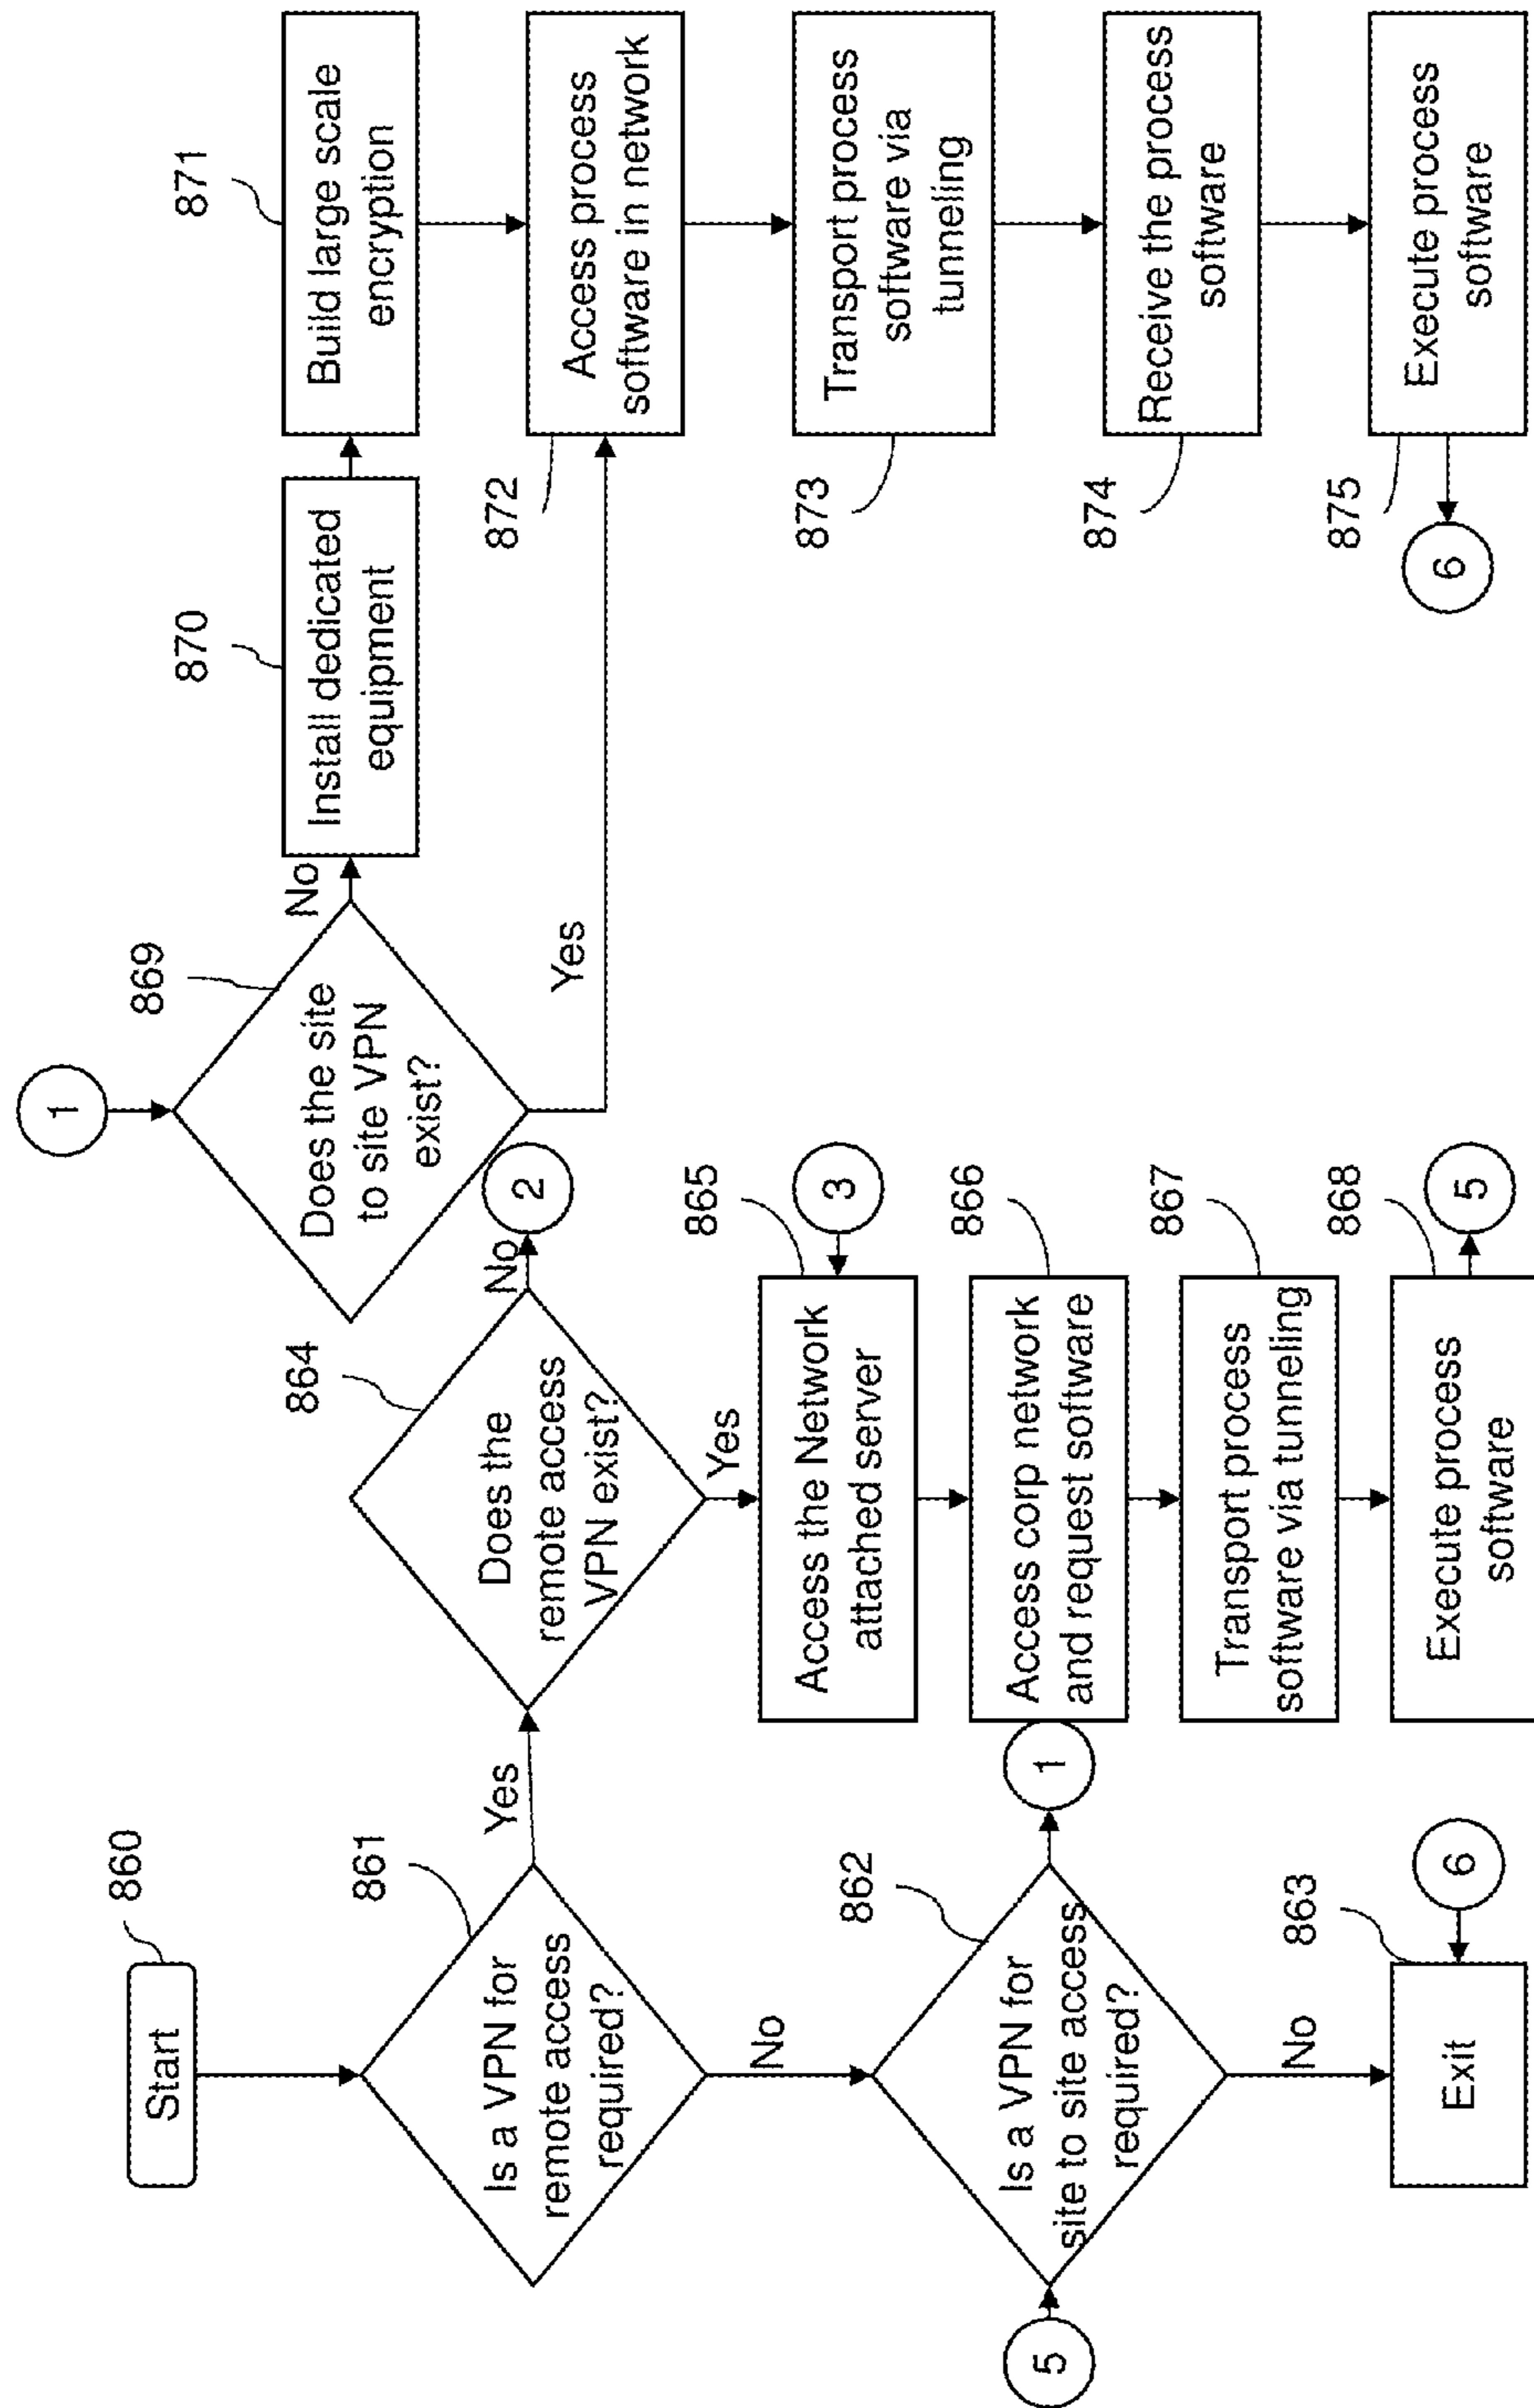 860
Start
861
Is a VPN for
remote access
required?
Yes
No
862
Is a VPN for
site to site access
required?
5
1
No
863
Exit
6
864
Does the
remote access
VPN exist?
No
2
Yes
865
Access the Network
attached server
3
866
Access corp network
and request software
867
Transport process
software via tunneling
868
Execute process
software
5
1
869
Does the site
to site VPN
exist?
No
Yes
870
Install dedicated
equipment
871
Build large scale
encryption
872
Access process
software in network
873
Transport process
software via
tunneling
874
Receive the process
software
875
Execute process
software
6